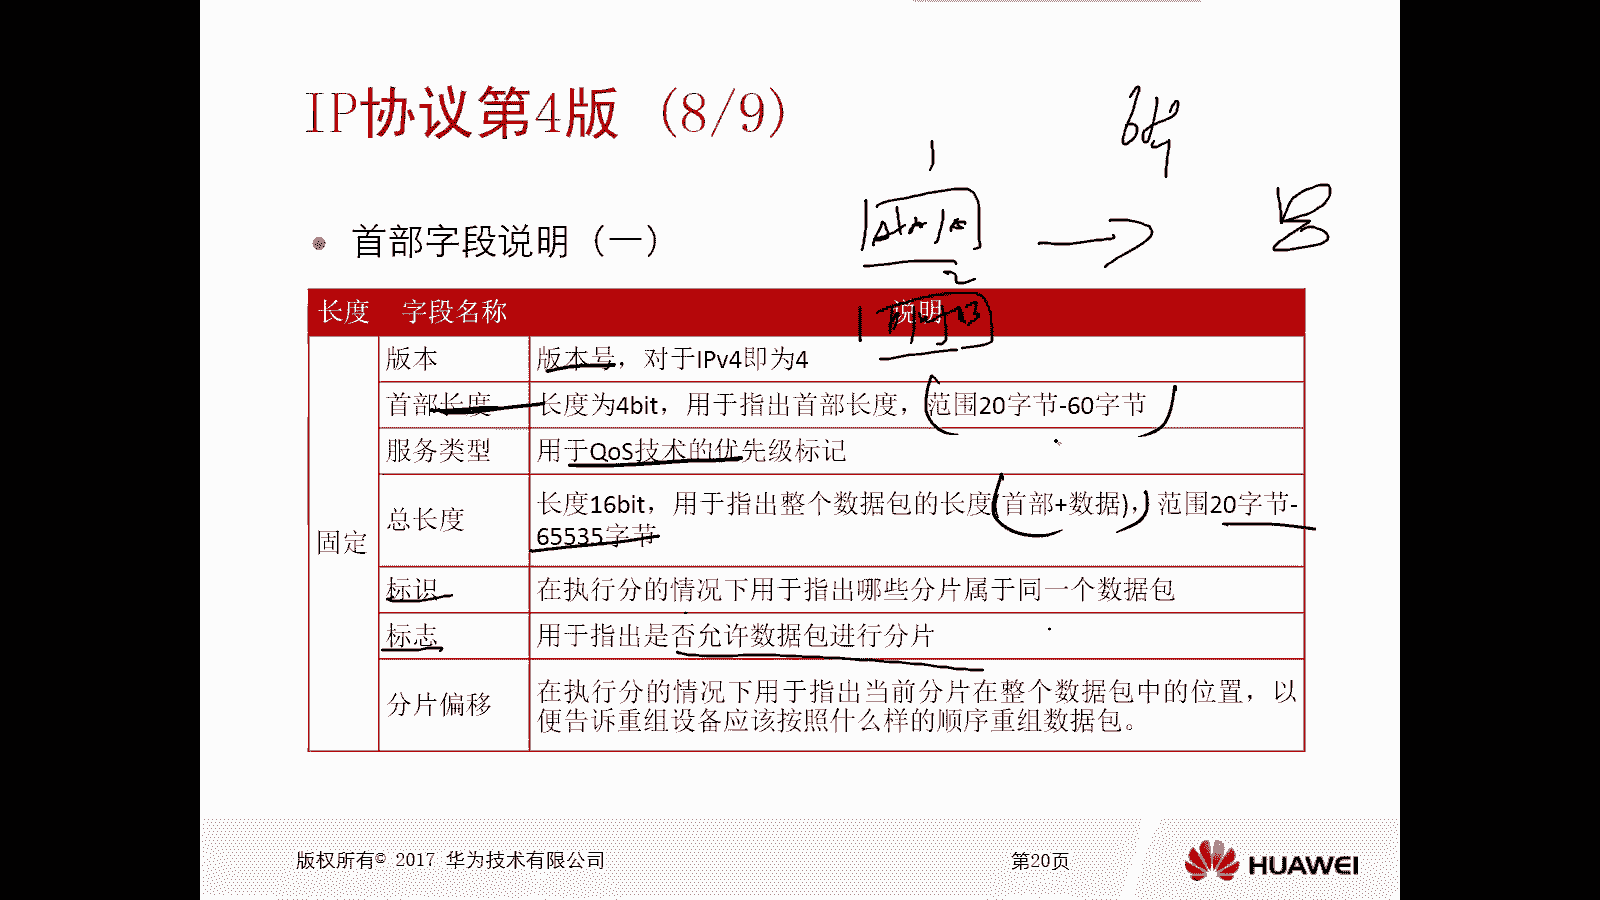 IP协议第4版 (8/9)
1
首部字段说明（一）
2
长度 字段名称 说明
固定
版本 版本号，对于IPv4即为4
首部长度 长度为4bit，用于指出首部长度，范围20字节-60字节
服务类型 用于QoS技术的优先级标记
总长度 长度16bit，用于指出整个数据包的长度(首部+数据)，范围20字节-
65535字节
标识 在执行分的情况下用于指出哪些分片属于同一个数据包
标志 用于指出是否允许数据包进行分片
分片偏移 在执行分的情况下用于指出当前分片在整个数据包中的位置，以
便告诉重组设备应该按照什么样的顺序重组数据包。
版权所有© 2017 华为技术有限公司 第20页 HUAWEI